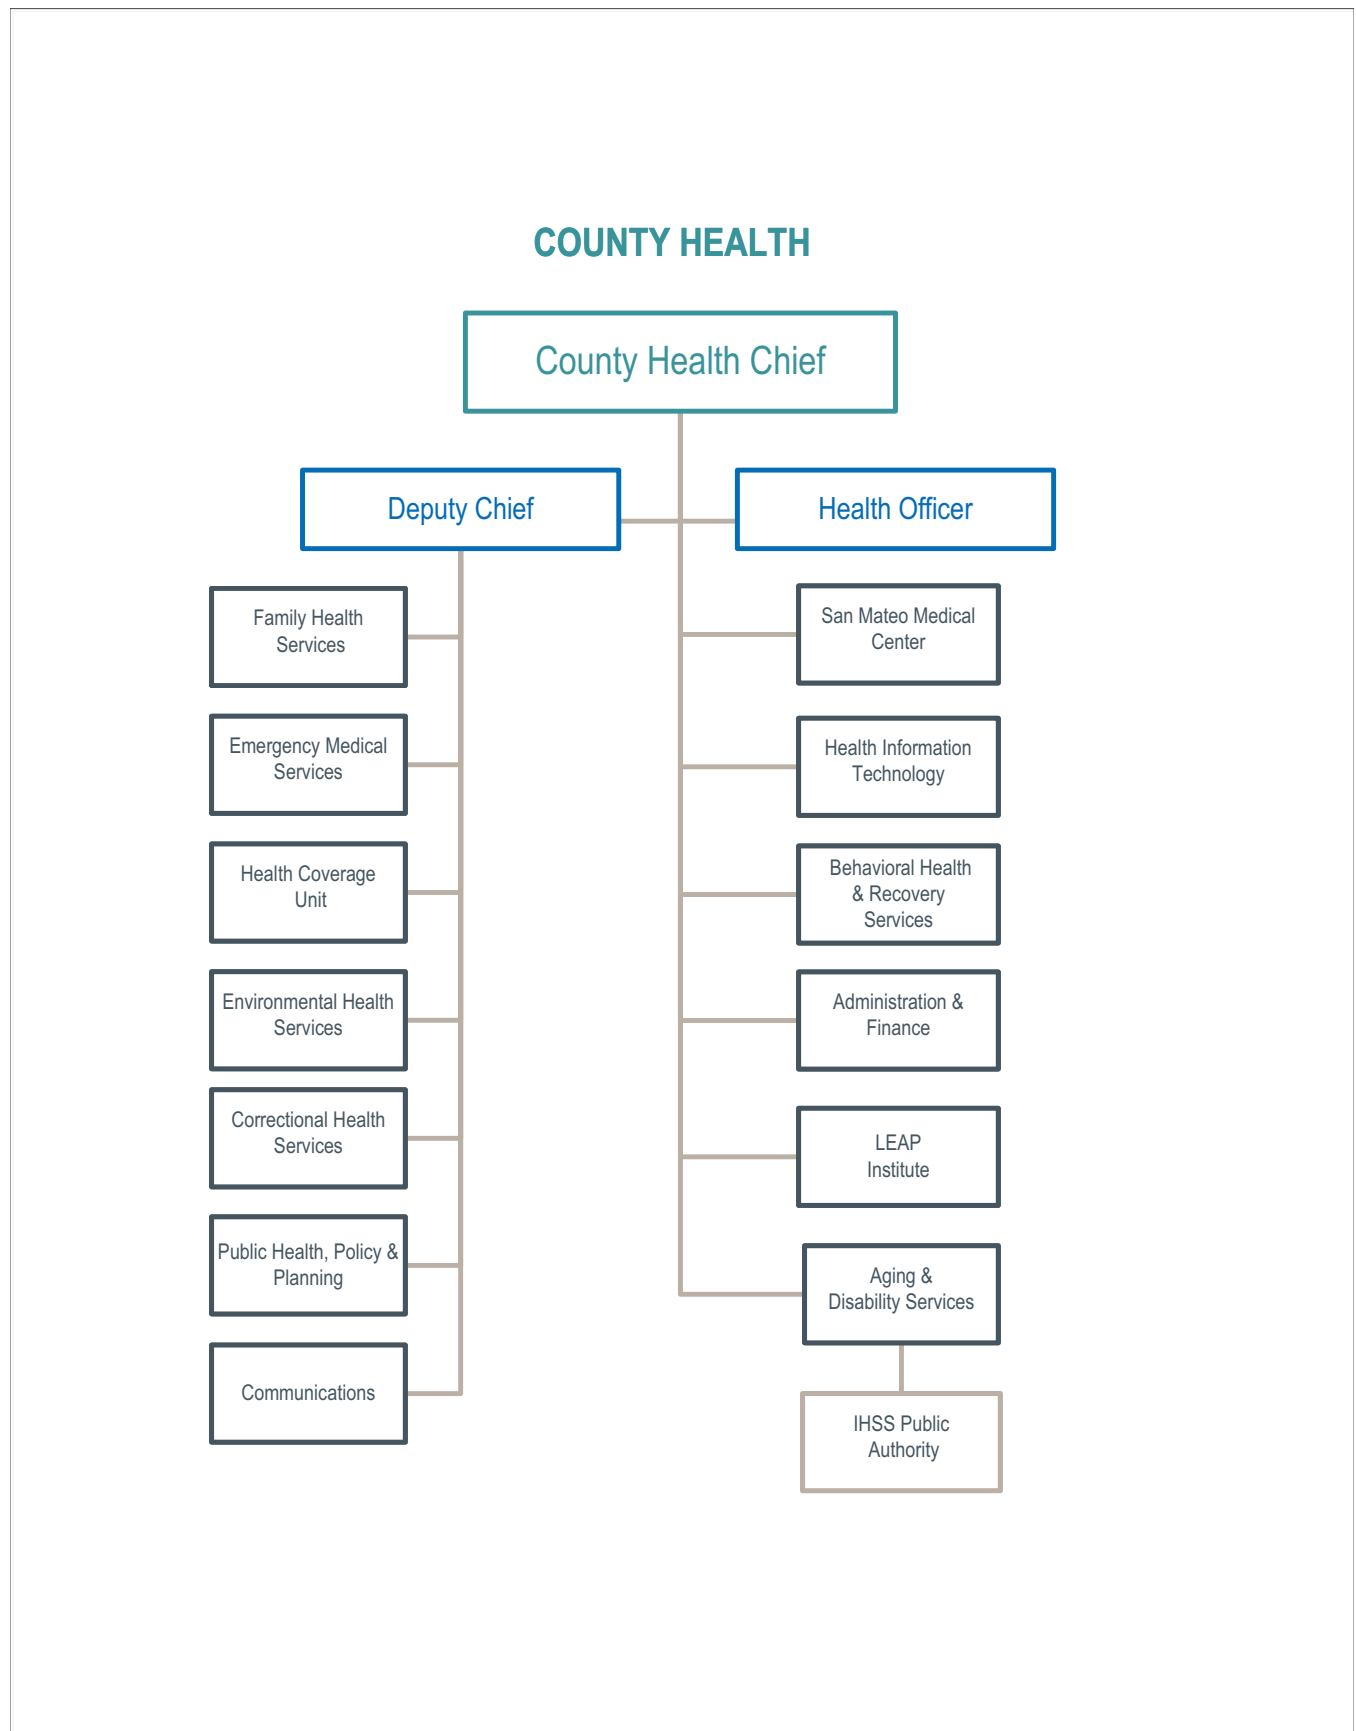 COUNTY HEALTH
County Health Chief
Deputy Chief
Health Officer
Family Health
Services
Emergency Medical
Services
Health Coverage
Unit
Environmental Health
Services
Correctional Health
Services
Public Health, Policy &
Planning
Communications
San Mateo Medical
Center
Health Information
Technology
Behavioral Health
& Recovery
Services
Administration &
Finance
LEAP
Institute
Aging &
Disability Services
IHSS Public
Authority